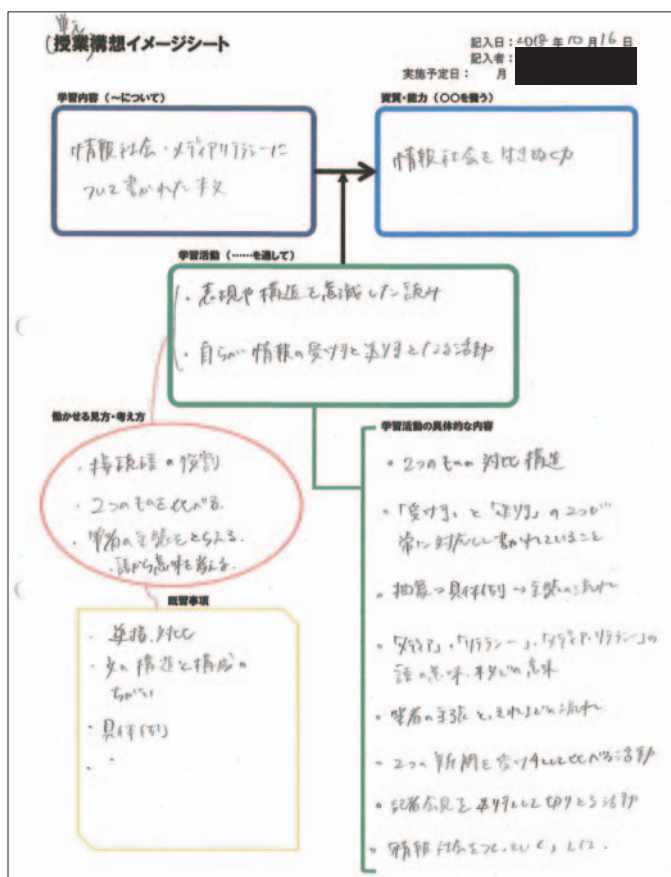 単元
(授業構想イメージシート
記入日：2018年10月16日
記入者：
実施予定日： 月
学習内容（～について）
情報社会・メディアリテラシーに
ついて書かれた本文
資質・能力（○○を養う）
情報社会を生きぬく力
学習活動（……を通して）
・表現や構造を意識した読み
・自らが情報の受け手と送り手となる活動
働かせる見方・考え方
・接続語の役割
・2つのものを比べる
・筆者の主張をとらえる
・語から意味を考える
既習事項
・対比
・文の構造と構成の
ちがい
・具体例
・
学習活動の具体的な内容
・2つのものの対比構造
・「受け手」と「送り手」の2つが
常に対応して書かれていること
・抽象→具体例→主張の流れ
・「メディア」、「リテラシー」、「メディアリテラシー」の
語の意味、本文での意味
・筆者の主張と、それまでの流れ
・2つの新聞を受け手として比べる活動
・記者会見を送り手として切りとる活動
・「情報社会をつくっていく」とは.